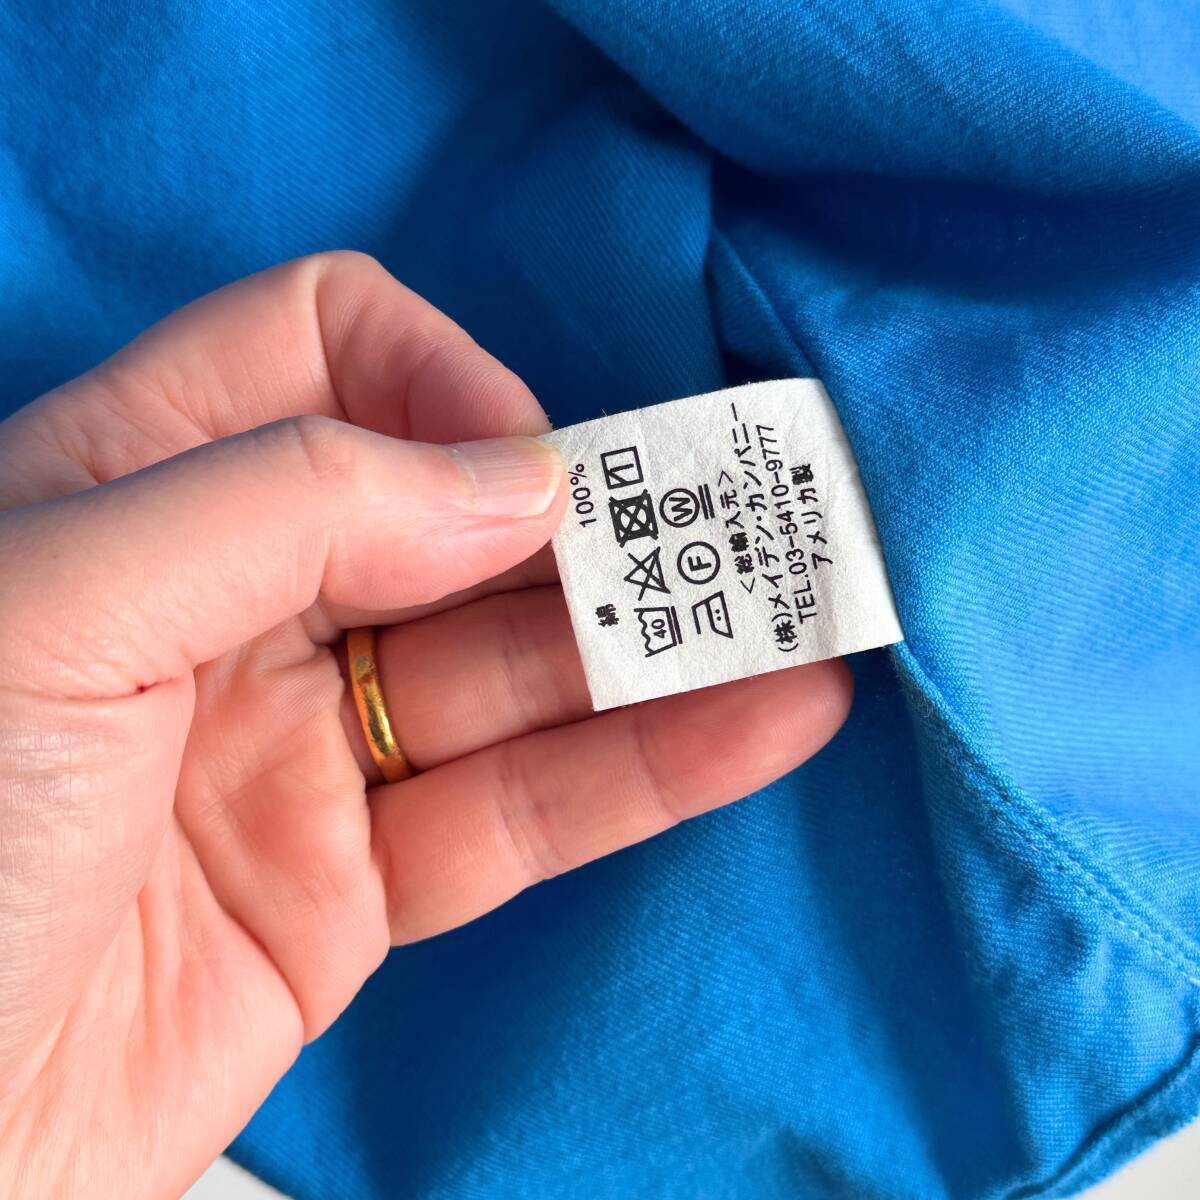 綿 100%
40
F W
<総輸入元>
(株)メイデン・カンパニー
TEL.03-5410-9777
アメリカ製